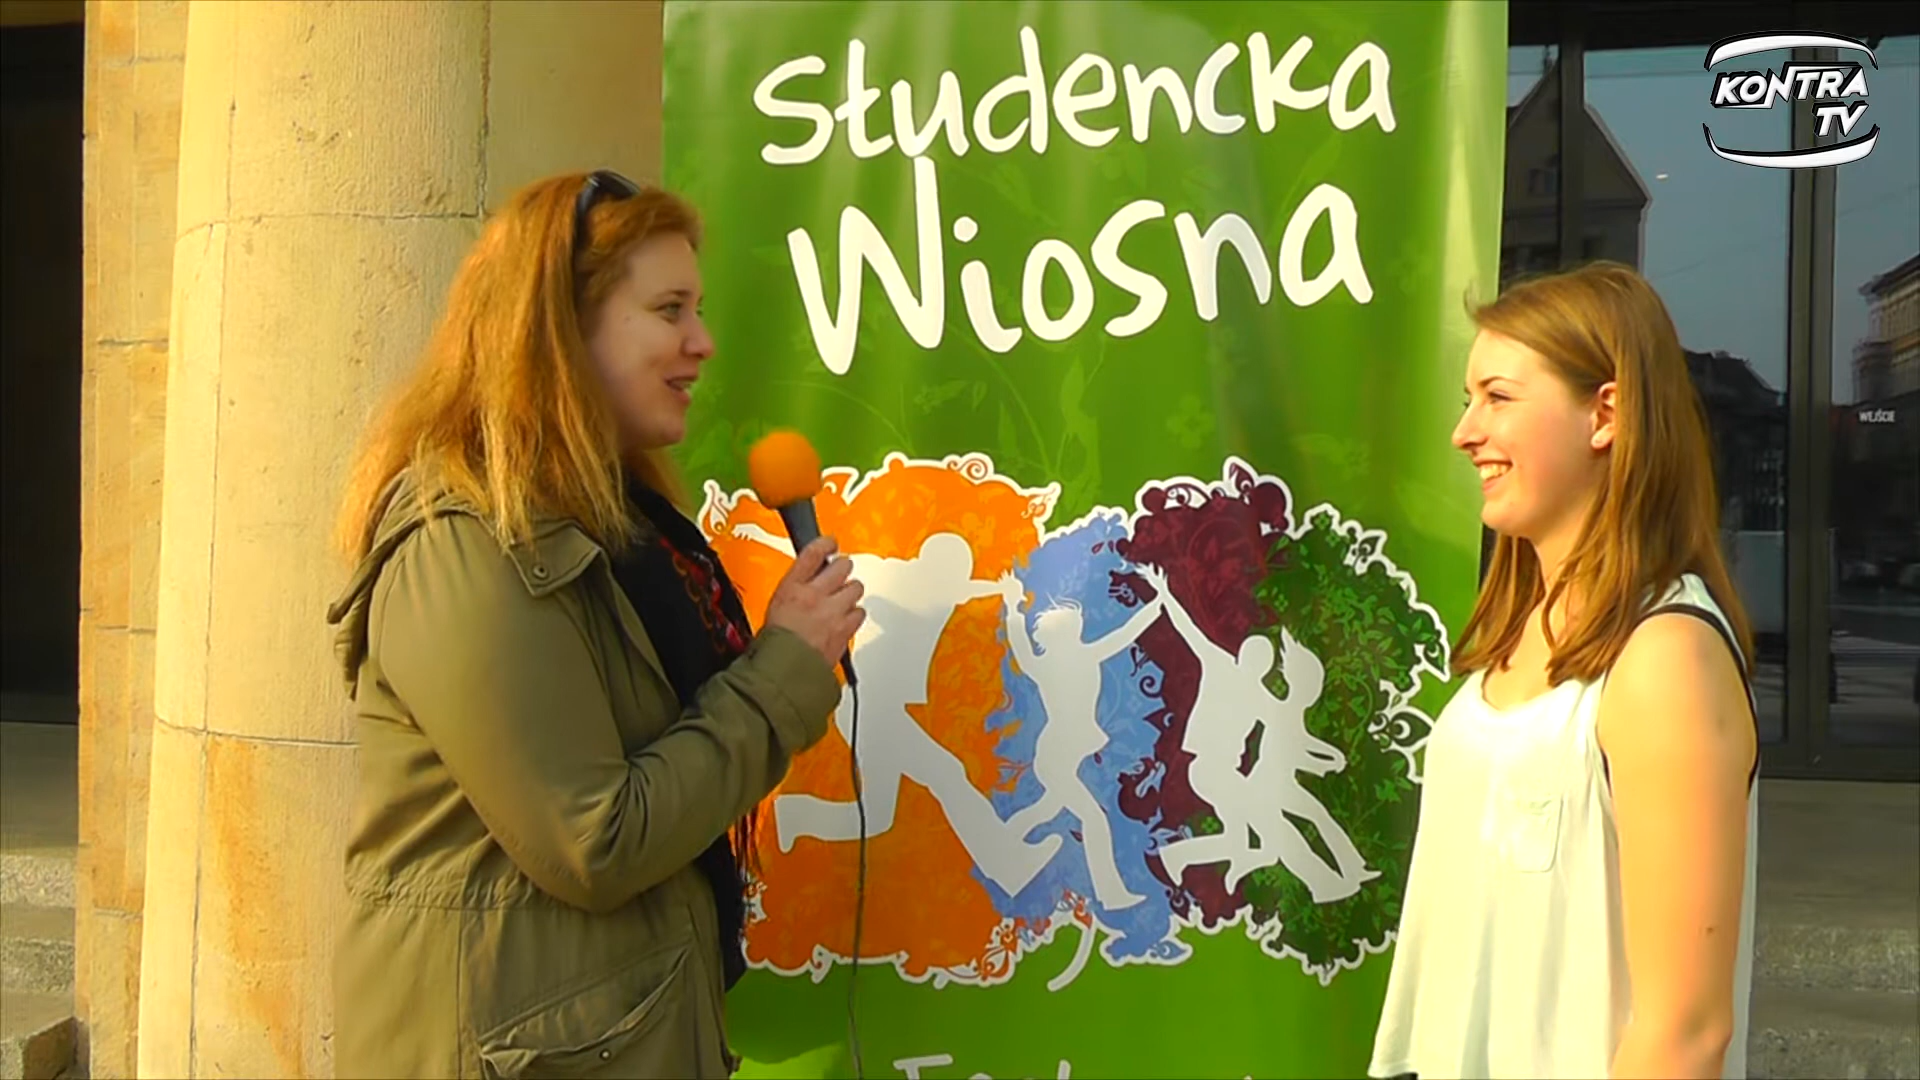 Studencka
Wiosna
KONTRA
TV
WEJŚCIE